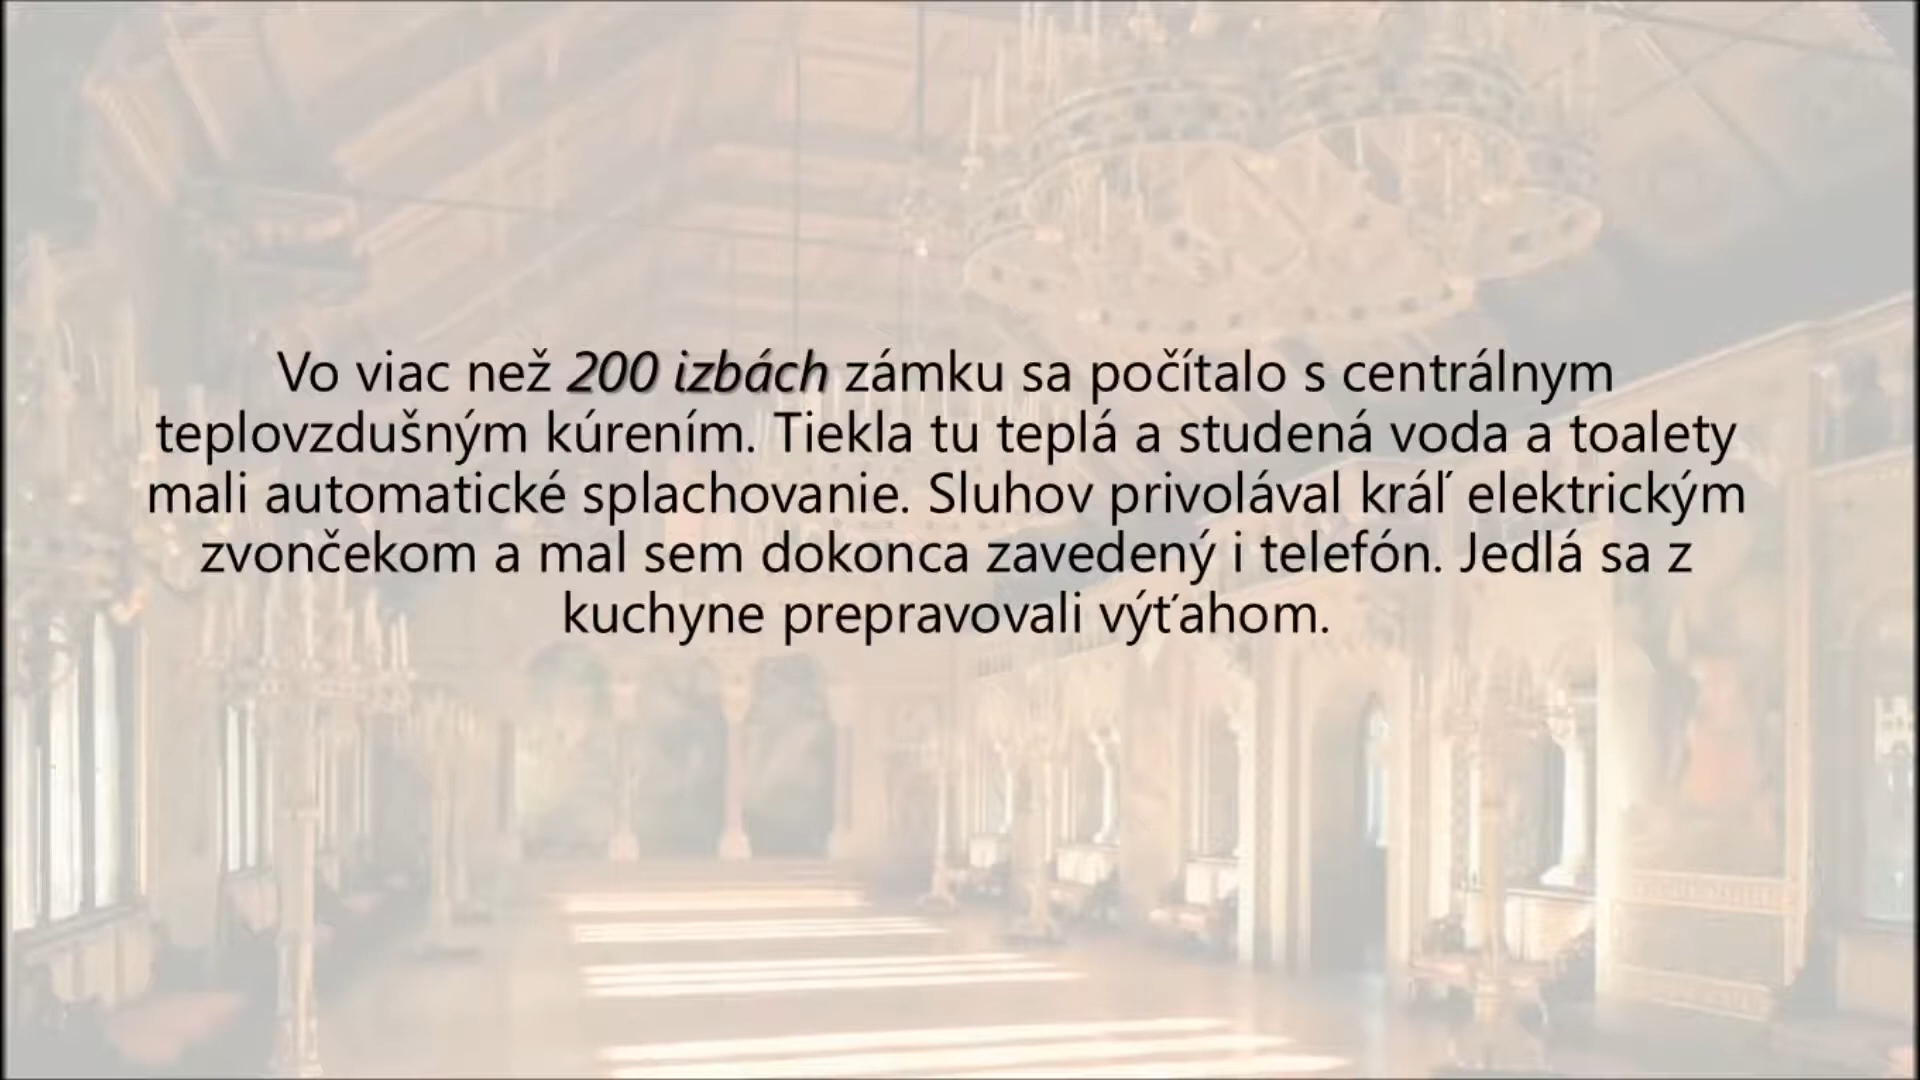 Vo viac než 200 izbách zámku sa počítalo s centrálnym
teplovzdušným kúrením. Tiekla tu teplá a studená voda a toalety
mali automatické splachovanie. Sluhov privolával kráľ elektrickým
zvončekom a mal sem dokonca zavedený i telefón. Jedlá sa z
kuchyne prepravovali výťahom.